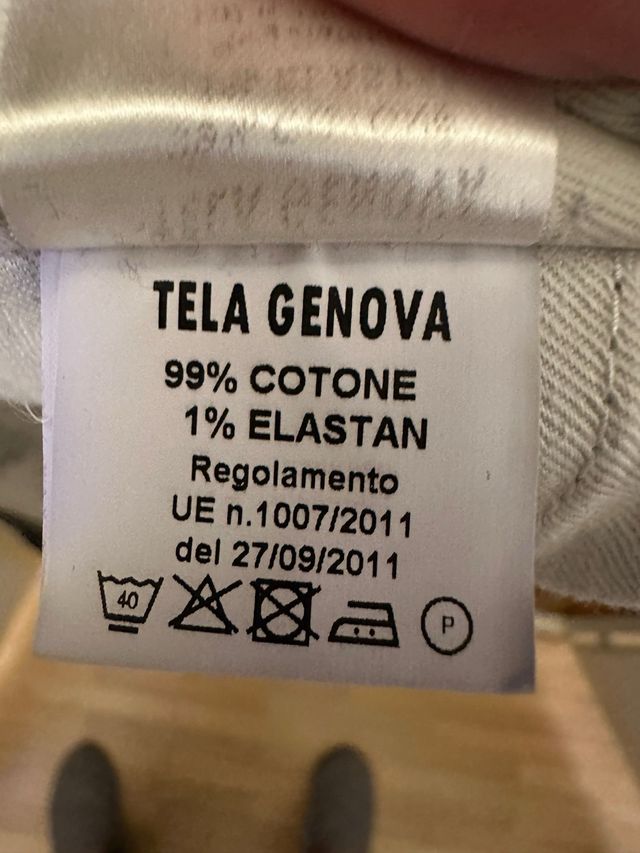 TELA GENOVA
99% COTONE
1% ELASTAN
Regolamento
UE n.1007/2011
del 27/09/2011
40 P